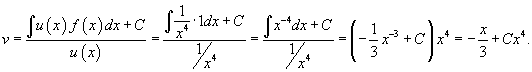 v = ∫u(x) f(x)dx + C / u(x) = ∫ 1/x⁴ · 1dx + C / 1/x⁴ = ∫x⁻⁴dx + C / 1/x⁴ = (−1/3 x⁻³ + C) x⁴ = −x/3 + Cx⁴.